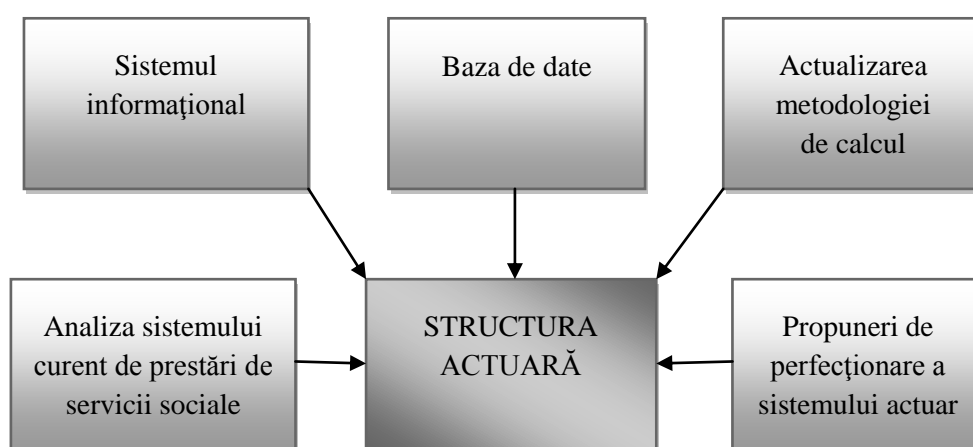 Sistemul
informaţional
Baza de date
Actualizarea
metodologiei
de calcul
Analiza sistemului
curent de prestări de
servicii sociale
STRUCTURA
ACTUARĂ
Propuneri de
perfecţionare a
sistemului actuar